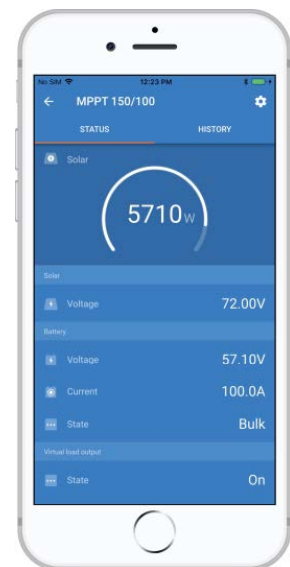 No SIM 12:23 PM
← MPPT 150/100
STATUS HISTORY
Solar
5710W
Solar
Voltage 72.00V
Battery
Voltage 57.10V
Current 100.0A
State Bulk
Virtual load output
State On